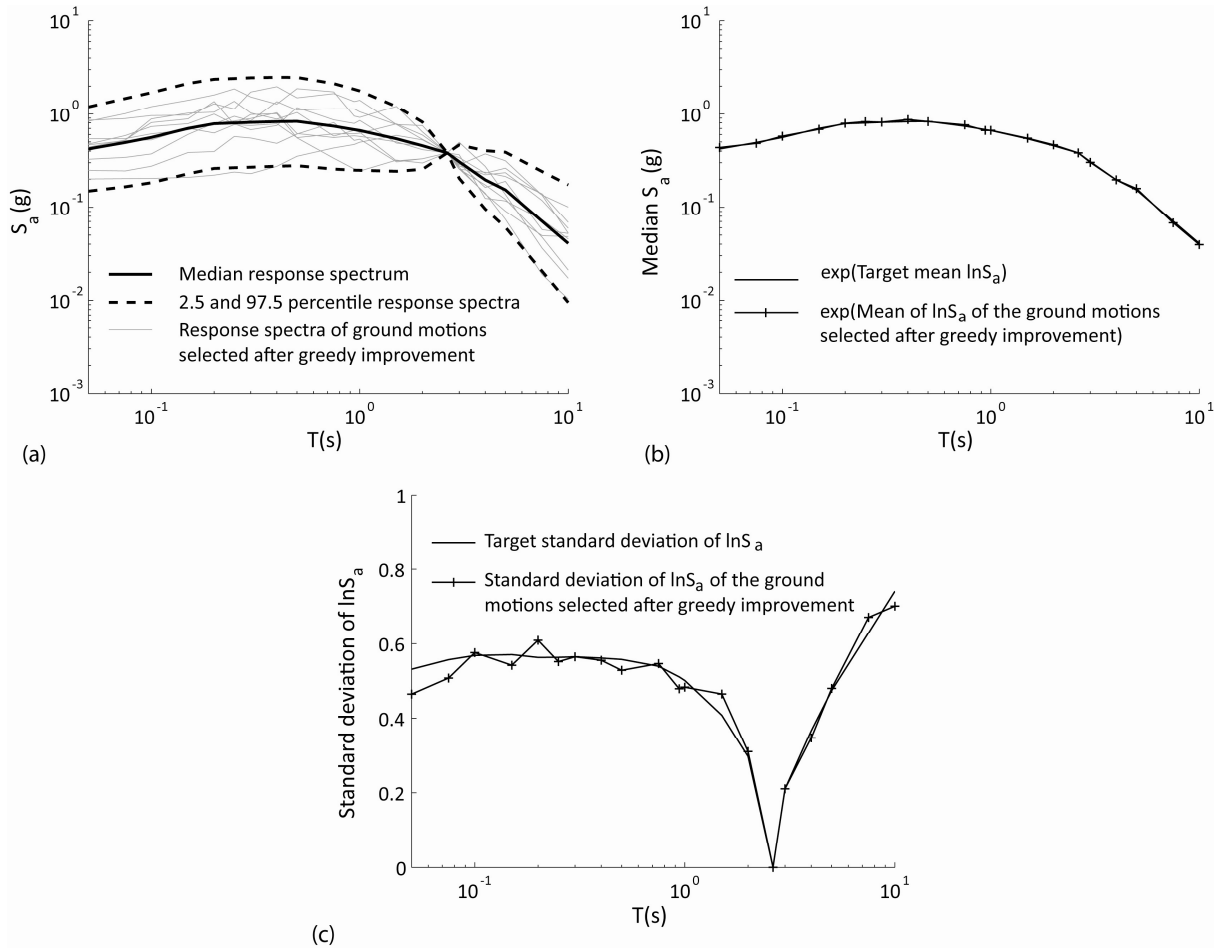 10^1
10^0
10^-1
10^-2
10^-3
S_a (g)
Median response spectrum
2.5 and 97.5 percentile response spectra
Response spectra of ground motions
selected after greedy improvement
10^-1
10^0
10^1
T(s)
(a)
10^1
10^0
10^-1
10^-2
10^-3
Median S_a (g)
exp(Target mean lnS_a)
exp(Mean of lnS_a of the ground motions
selected after greedy improvement)
10^-1
10^0
10^1
T(s)
(b)
1
0.8
0.6
0.4
0.2
0
Standard deviation of lnS_a
Target standard deviation of lnS_a
Standard deviation of lnS_a of the ground
motions selected after greedy improvement
10^-1
10^0
10^1
T(s)
(c)